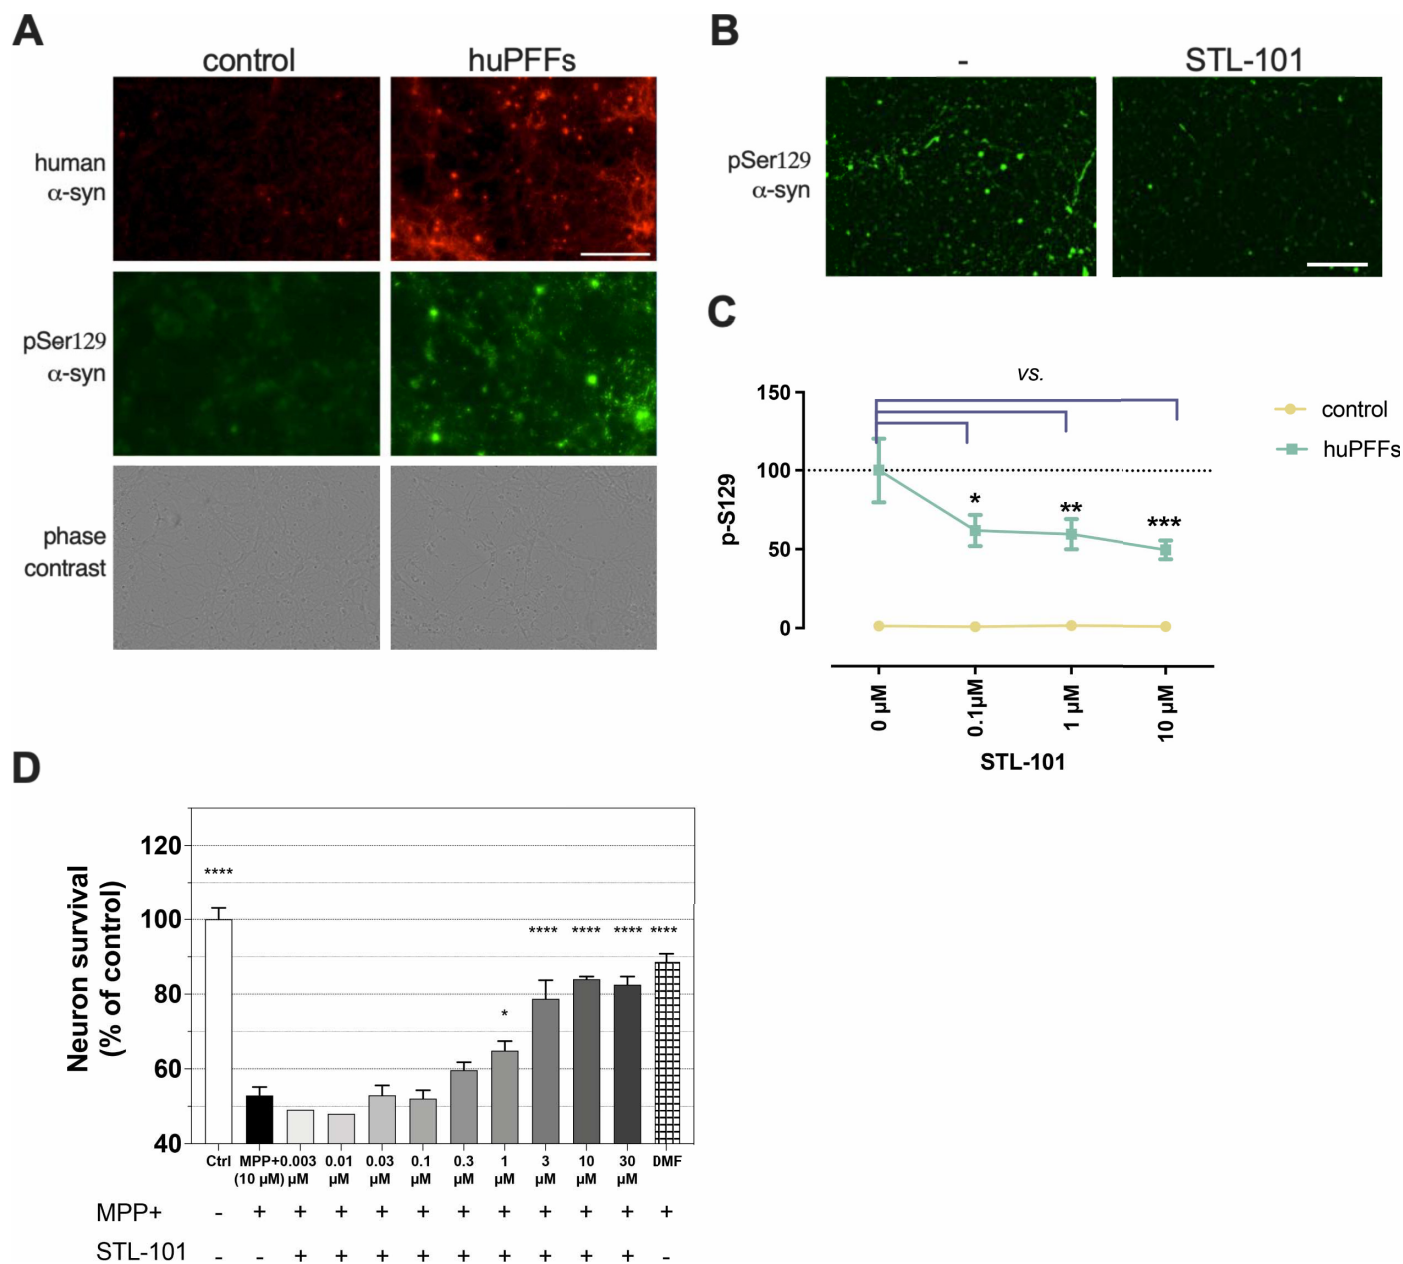 A
control huPFFs
human
α-syn
pSer129
α-syn
phase
contrast
B
- STL-101
pSer129
α-syn
C
vs.
150
100
50
0
p-S129
* ** ***
control
huPFFs
0 µM 0.1µM 1 µM 10 µM
STL-101
D
Neuron survival
(% of control)
120
100
80
60
40
**** * **** **** **** ****
Ctrl MPP+ 0.003 0.01 0.03 0.1 0.3 1 3 10 30 DMF
(10 µM) µM µM µM µM µM µM µM µM µM
MPP+ - + + + + + + + + + + +
STL-101 - - + + + + + + + + + -